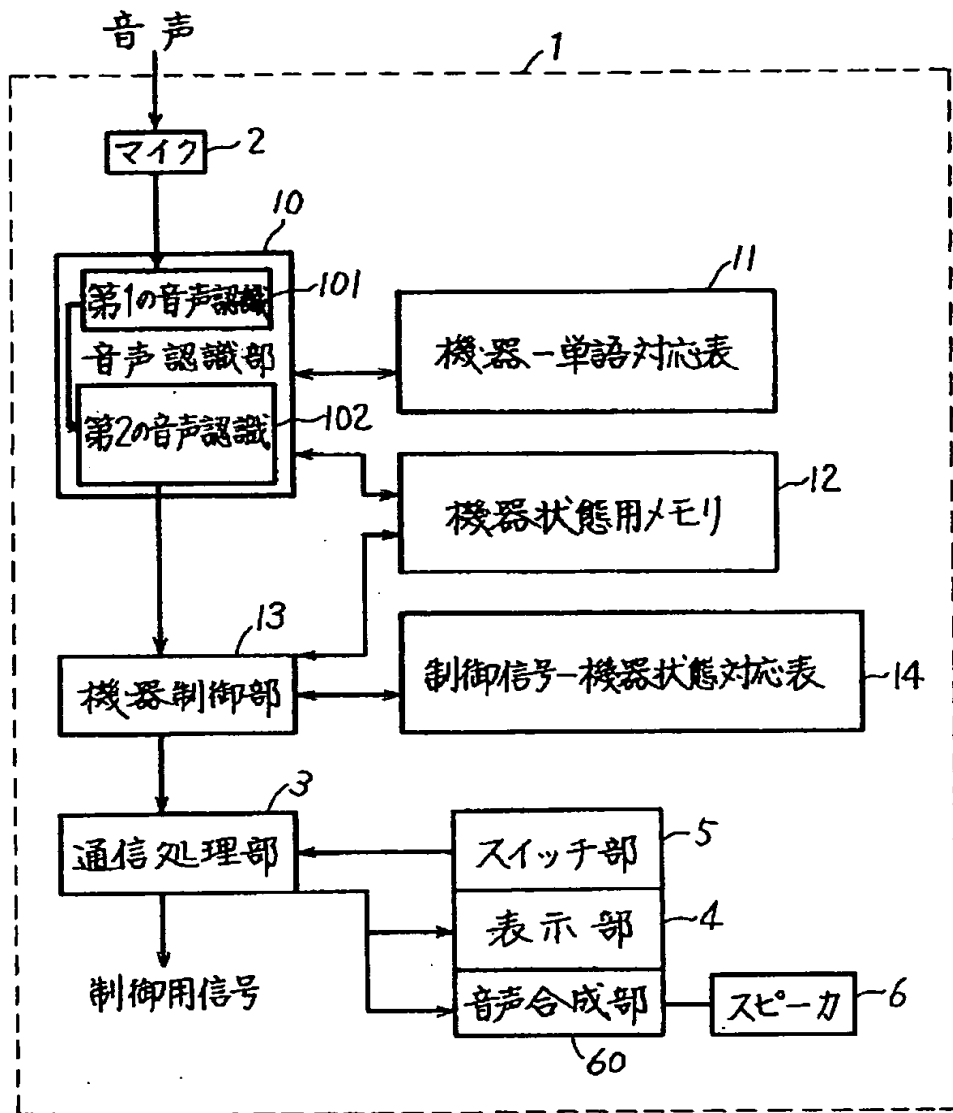 音声
1
マイク
2
10
第1の音声認識
101
音声認識部
第2の音声認識
102
11
機器-単語対応表
12
機器状態用メモリ
13
機器制御部
制御信号-機器状態対応表
14
3
通信処理部
スイッチ部
5
表示部
4
音声合成部
60
スピーカ
6
制御用信号